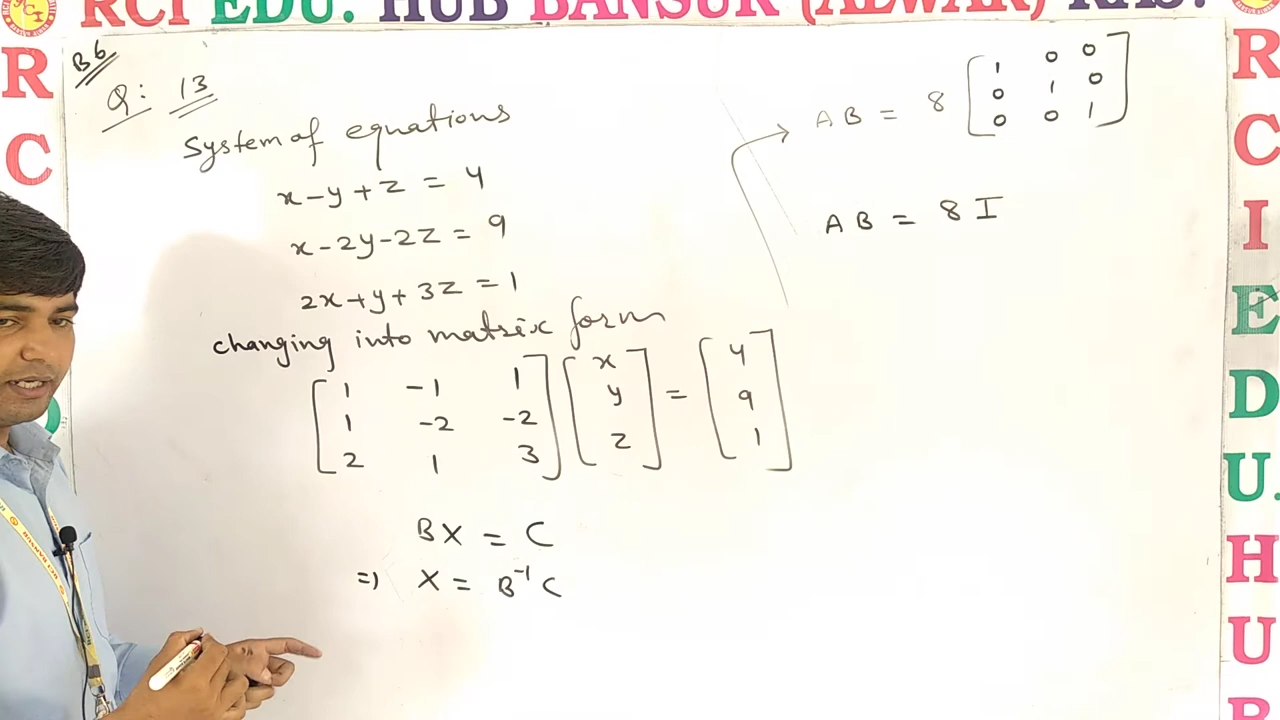 RCI EDU. HUB BANSUR (ALWAR) RAJ.
R
C
R
C
I
E
D
U.
H
U
B6
Q: 13
System of equations
x-y+z = 4
x-2y-2z = 9
2x+y+3z = 1
changing into matrix form
[ 1 -1 1 ] [ x ] = [ 4 ]
[ 1 -2 -2 ] [ y ] [ 9 ]
[ 2 1 3 ] [ z ] [ 1 ]
BX = C
=> X = B⁻¹ C
AB = 8 [ 1 0 0 ]
[ 0 1 0 ]
[ 0 0 1 ]
AB = 8 I